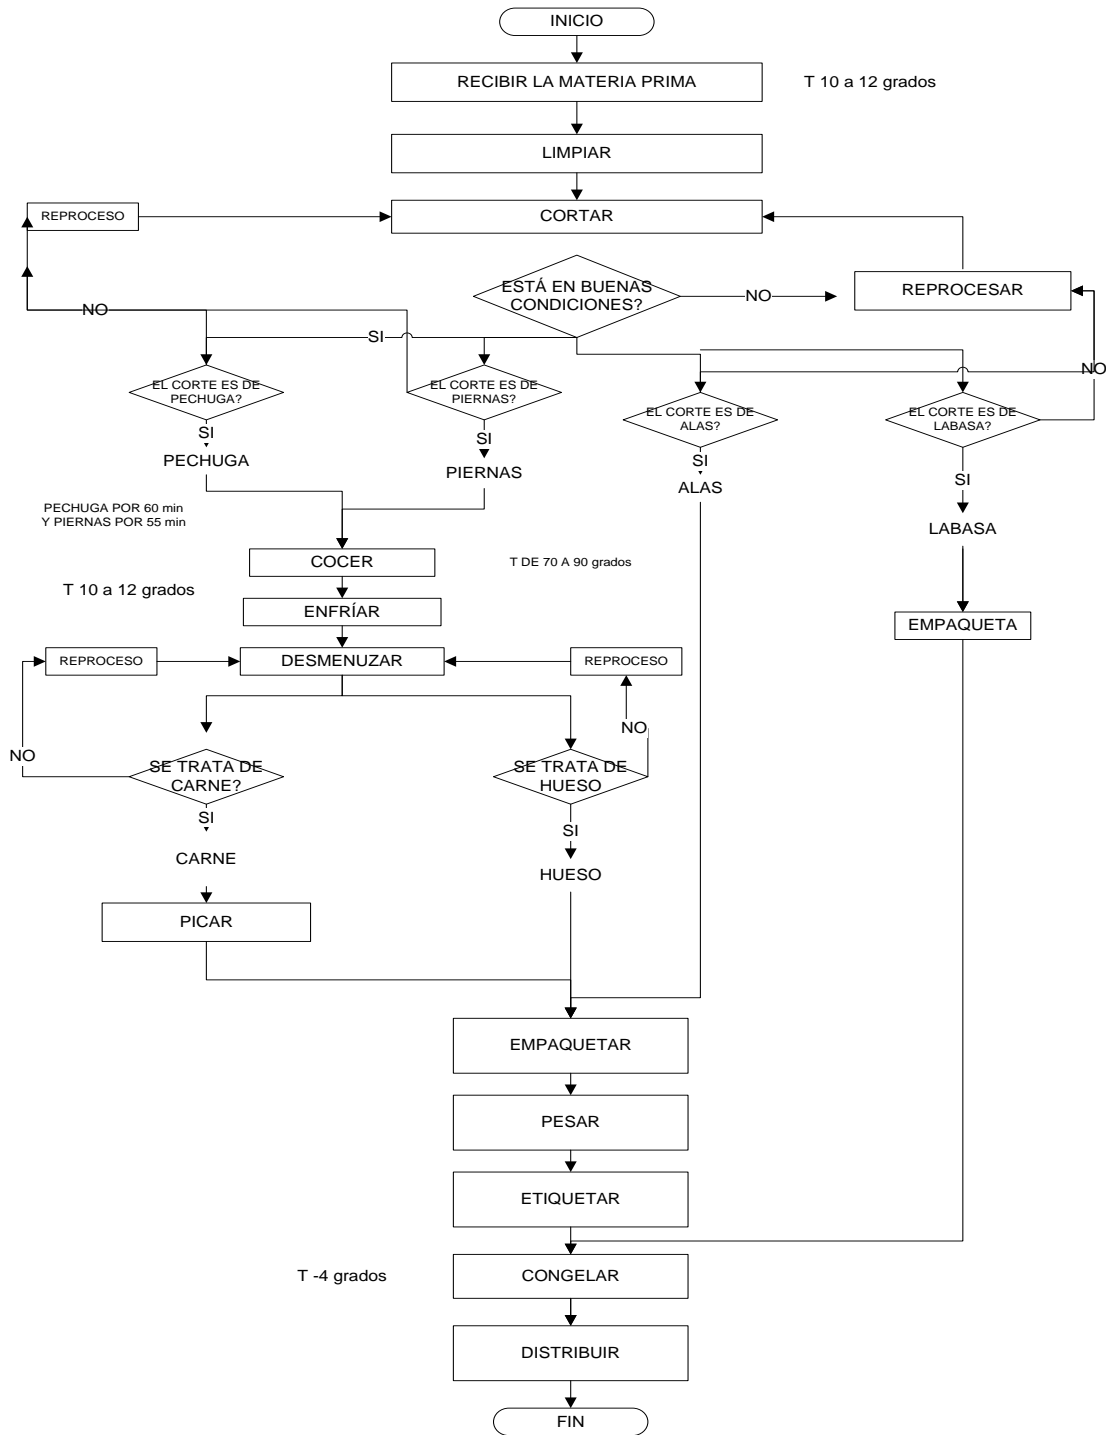 INICIO
RECIBIR LA MATERIA PRIMA
T 10 a 12 grados
LIMPIAR
REPROCESO
CORTAR
ESTÁ EN BUENAS
CONDICIONES?
NO
REPROCESAR
NO
SI
NO
EL CORTE ES DE
PECHUGA?
EL CORTE ES DE
PIERNAS?
EL CORTE ES DE
ALAS?
EL CORTE ES DE
LABASA?
SI
SI
SI
SI
PECHUGA
PIERNAS
ALAS
LABASA
PECHUGA POR 60 min
Y PIERNAS POR 55 min
COCER
T DE 70 A 90 grados
T 10 a 12 grados
ENFRÍAR
EMPAQUETA
REPROCESO
DESMENUZAR
REPROCESO
NO
NO
SE TRATA DE
CARNE?
SE TRATA DE
HUESO
SI
SI
CARNE
HUESO
PICAR
EMPAQUETAR
PESAR
ETIQUETAR
T -4 grados
CONGELAR
DISTRIBUIR
FIN